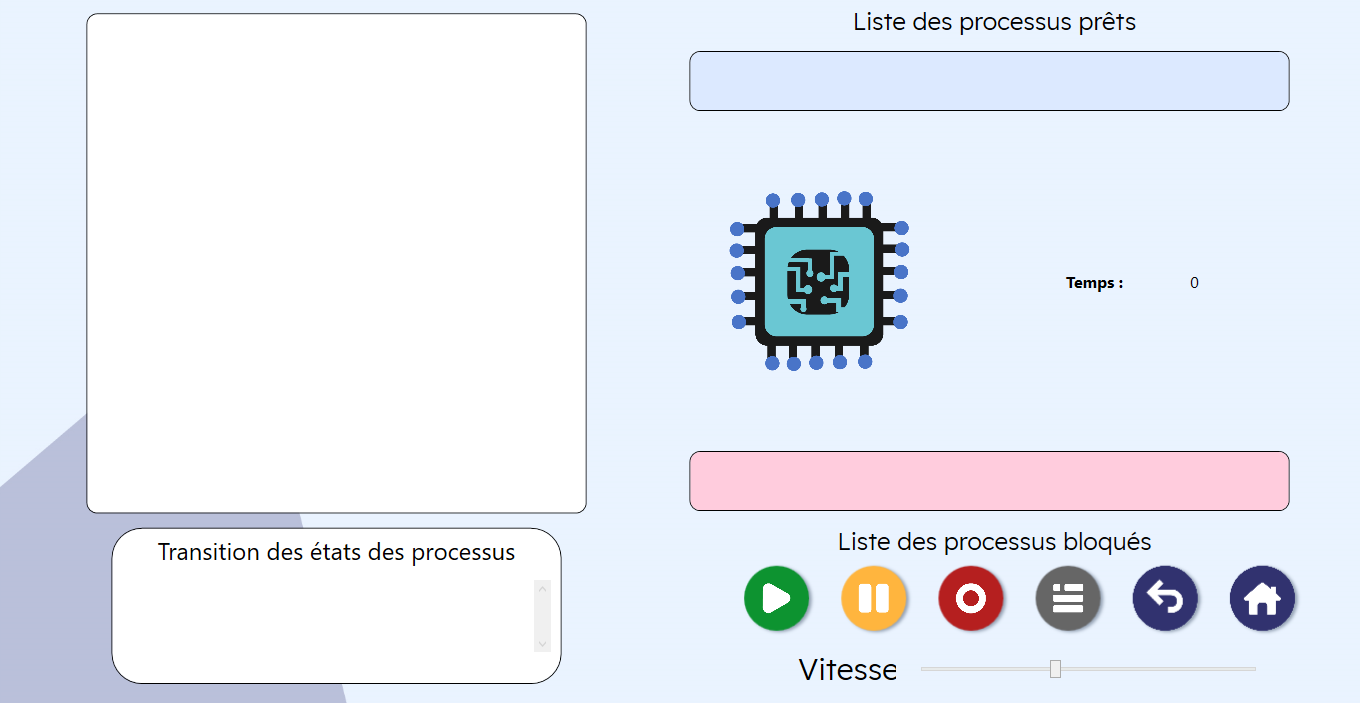 Liste des processus prêts
Temps : 0
Transition des états des processus
Liste des processus bloqués
Vitesse